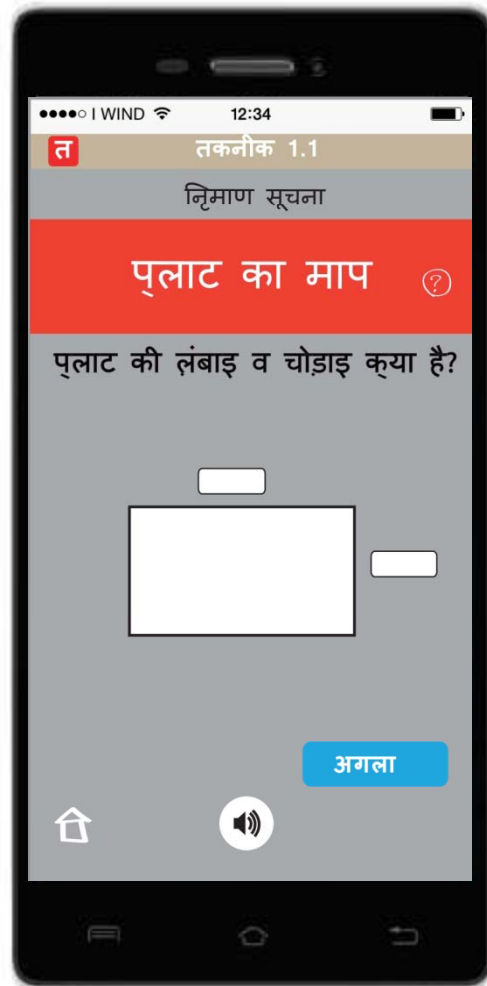 ●●●●○ I WIND 12:34
त तकनीक 1.1
निृमाण सूचना
प्लाट का माप ?
प्लाट की ल़ंबाइ व चोड़ाइ क्या है?
अगला